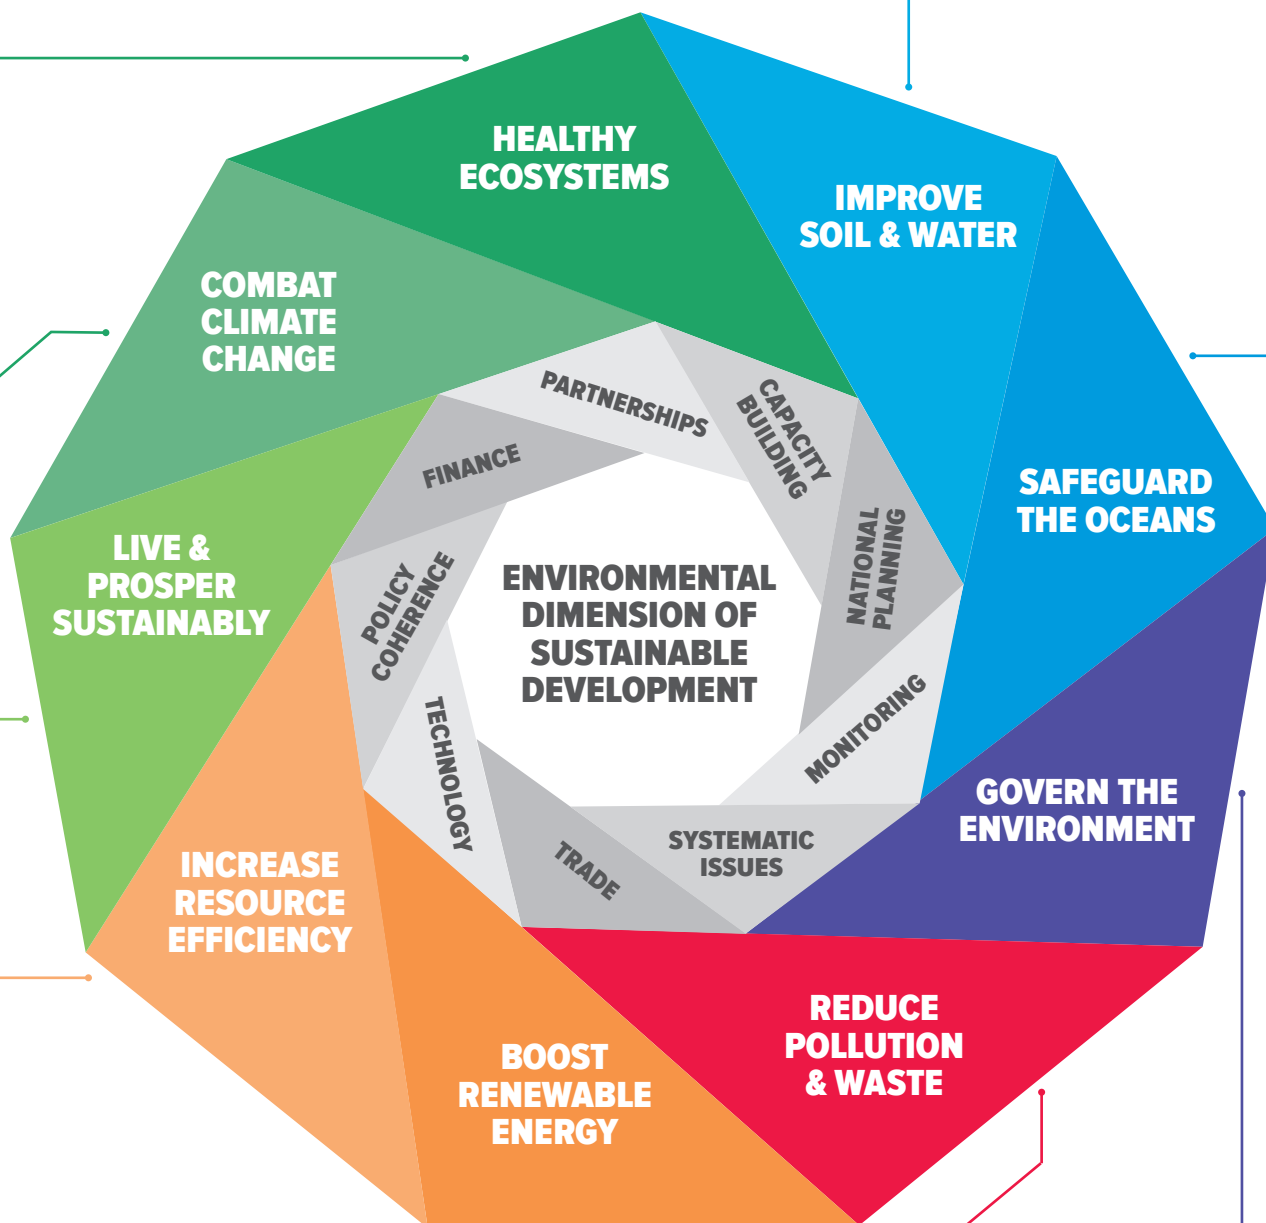 HEALTHY
ECOSYSTEMS
IMPROVE
SOIL & WATER
SAFEGUARD
THE OCEANS
GOVERN THE
ENVIRONMENT
REDUCE
POLLUTION
& WASTE
BOOST
RENEWABLE
ENERGY
INCREASE
RESOURCE
EFFICIENCY
LIVE &
PROSPER
SUSTAINABLY
COMBAT
CLIMATE
CHANGE
PARTNERSHIPS
CAPACITY
BUILDING
NATIONAL
PLANNING
MONITORING
SYSTEMATIC
ISSUES
TRADE
TECHNOLOGY
POLICY
COHERENCE
FINANCE
ENVIRONMENTAL
DIMENSION OF
SUSTAINABLE
DEVELOPMENT